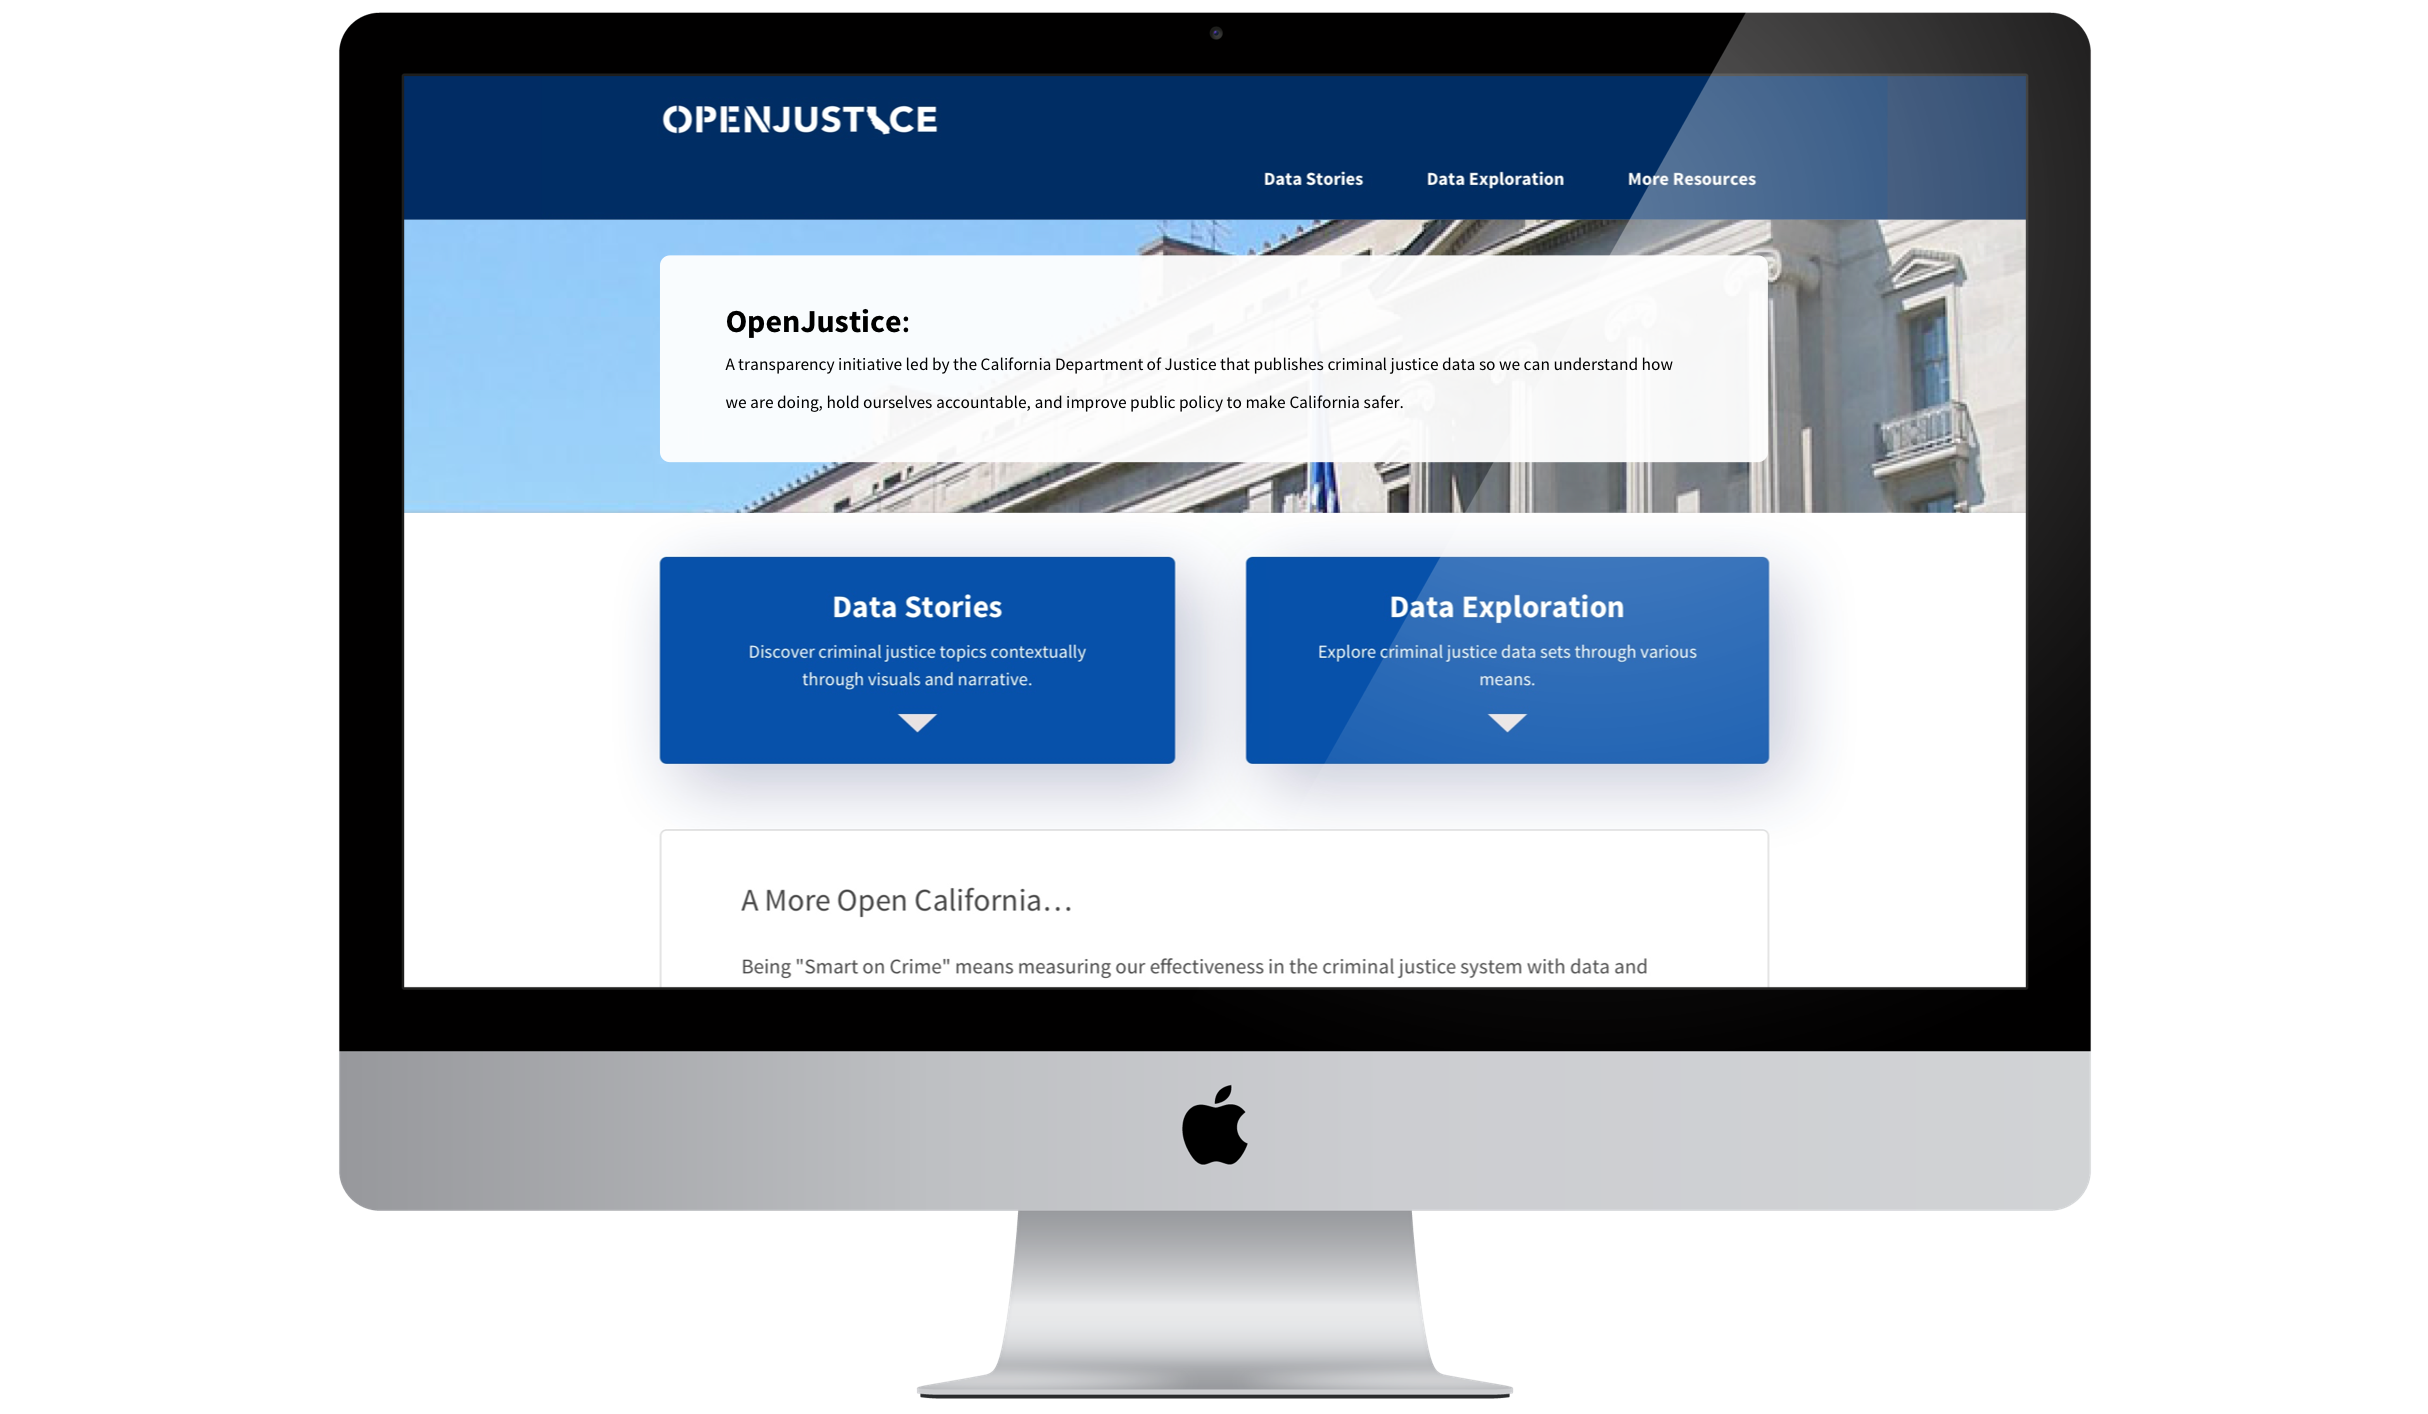 OPENJUSTICE
Data Stories
Data Exploration
More Resources
OpenJustice:
A transparency initiative led by the California Department of Justice that publishes criminal justice data so we can understand how
we are doing, hold ourselves accountable, and improve public policy to make California safer.
Data Stories
Discover criminal justice topics contextually
through visuals and narrative.
Data Exploration
Explore criminal justice data sets through various
means.
A More Open California…
Being "Smart on Crime" means measuring our effectiveness in the criminal justice system with data and